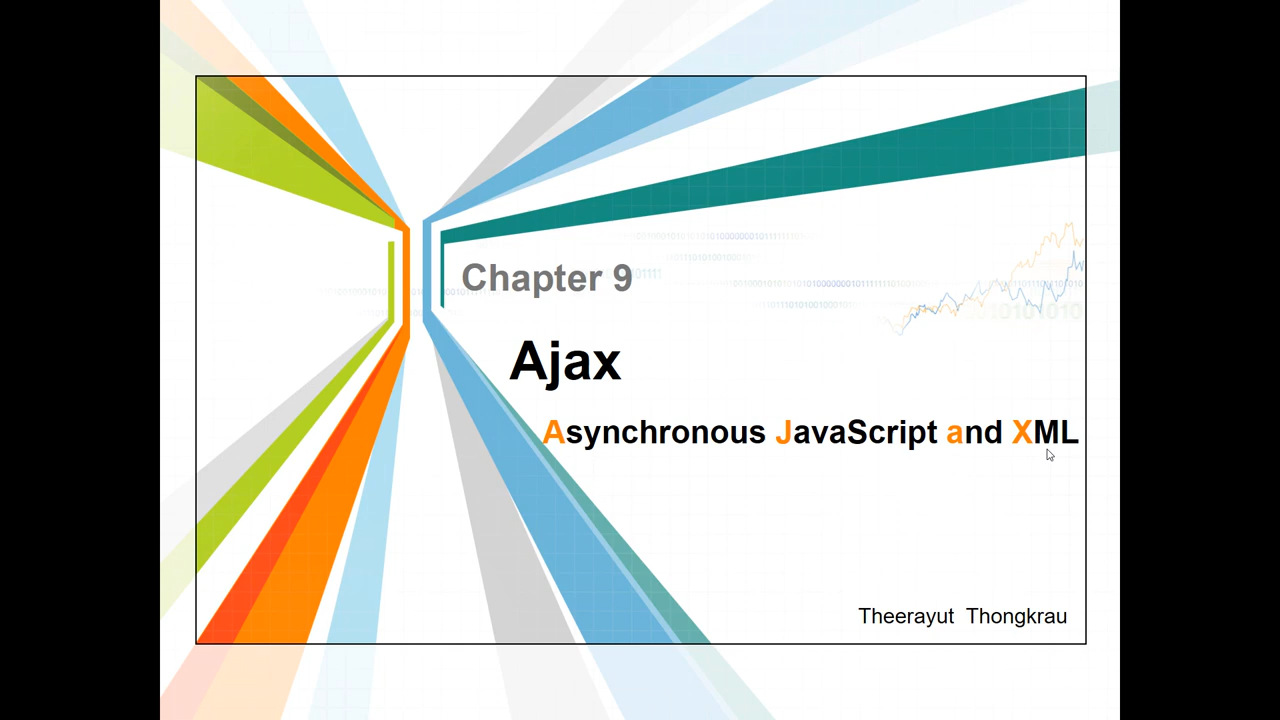 Chapter 9
Ajax
Asynchronous JavaScript and XML
Theerayut Thongkrau